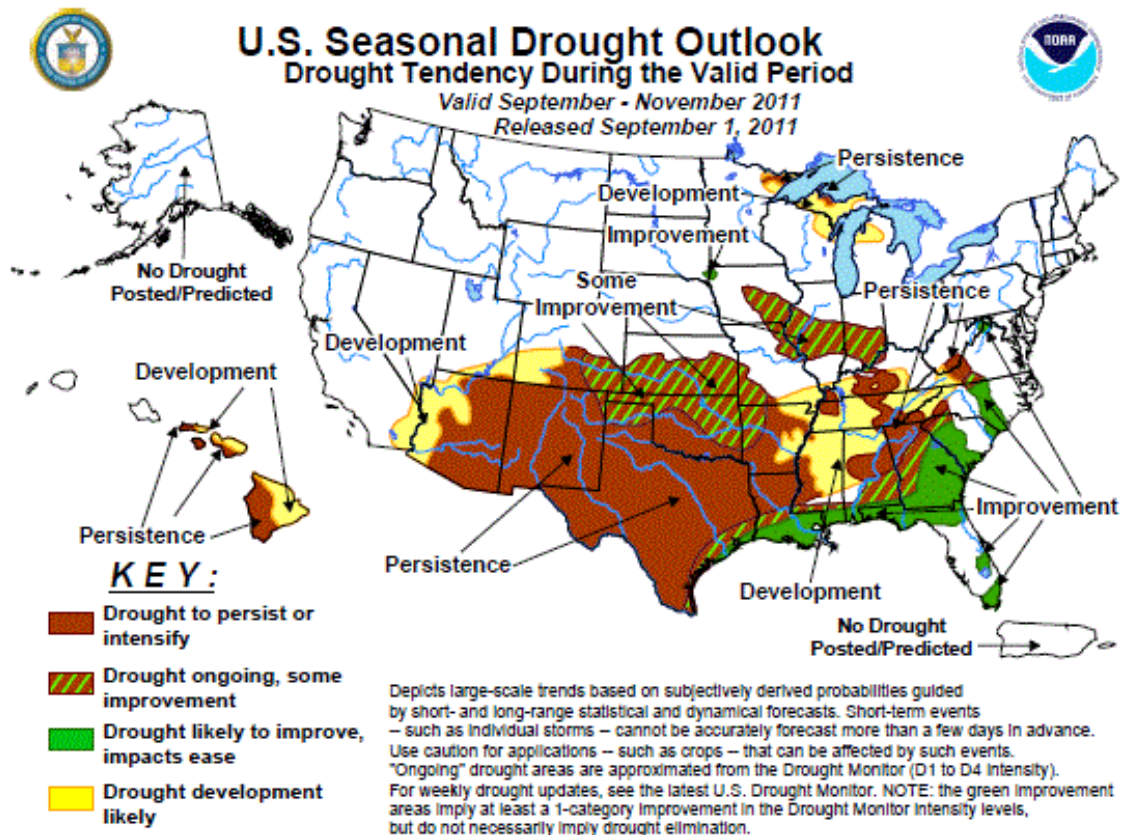 U.S. Seasonal Drought Outlook
Drought Tendency During the Valid Period
Valid September - November 2011
Released September 1, 2011
NOAA
Persistence
Development
Improvement
No Drought
Posted/Predicted
Some
Improvement
Persistence
Development
Development
Persistence
Improvement
Persistence
Development
No Drought
Posted/Predicted
KEY:
Drought to persist or
intensify
Drought ongoing, some
improvement
Drought likely to improve,
impacts ease
Drought development
likely
Depicts large-scale trends based on subjectively derived probabilities guided
by short- and long-range statistical and dynamical forecasts. Short-term events
-- such as individual storms -- cannot be accurately forecast more than a few days in advance.
Use caution for applications -- such as crops -- that can be affected by such events.
"Ongoing" drought areas are approximated from the Drought Monitor (D1 to D4 intensity).
For weekly drought updates, see the latest U.S. Drought Monitor. NOTE: the green improvement
areas imply at least a 1-category improvement in the Drought Monitor intensity levels,
but do not necessarily imply drought elimination.